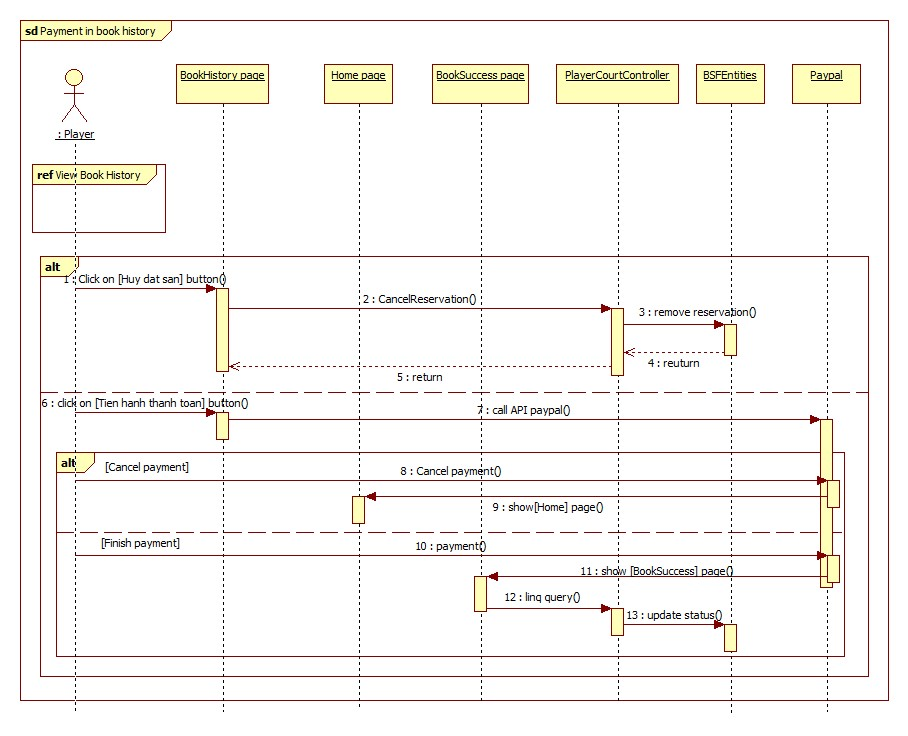 sd Payment in book history
BookHistory page
Home page
BookSuccess page
PlayerCourtController
BSFEntities
Paypal
: Player
ref View Book History
alt
1 : Click on [Huy dat san] button()
2 : CancelReservation()
3 : remove reservation()
4 : reuturn
5 : return
6 : click on [Tien hanh thanh toan] button()
7 : call API paypal()
alt
[Cancel payment]
8 : Cancel payment()
9 : show[Home] page()
[Finish payment]
10 : payment()
11 : show [BookSuccess] page()
12 : linq query()
13 : update status()